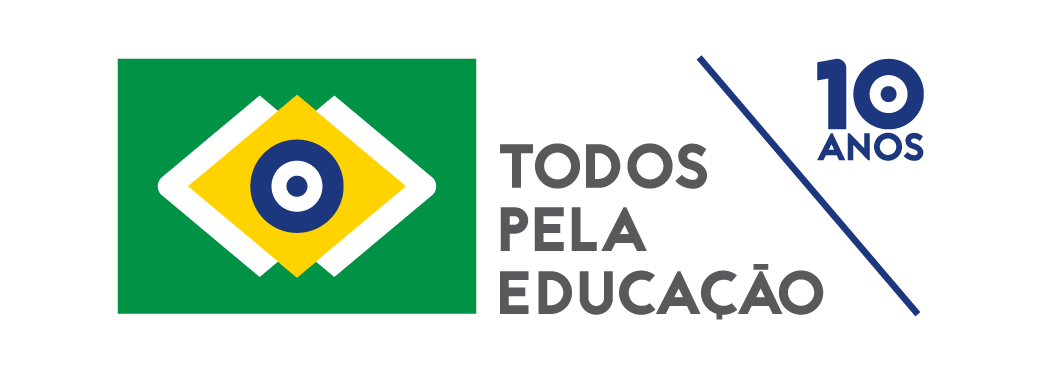 TODOS
PELA
EDUCAÇÃO
10
ANOS